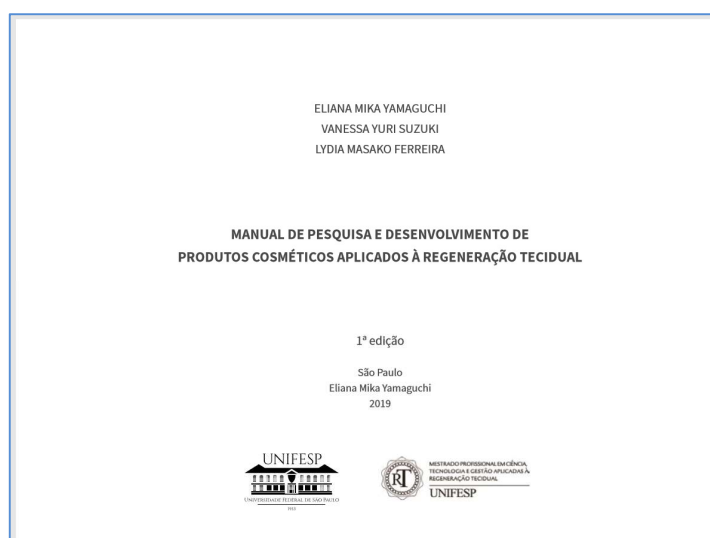 ELIANA MIKA YAMAGUCHI
VANESSA YURI SUZUKI
LYDIA MASAKO FERREIRA
MANUAL DE PESQUISA E DESENVOLVIMENTO DE
PRODUTOS COSMÉTICOS APLICADOS À REGENERAÇÃO TECIDUAL
1ª edição
São Paulo
Eliana Mika Yamaguchi
2019
UNIFESP
UNIVERSIDADE FEDERAL DE SÃO PAULO
RT
MESTRADO PROFISSIONAL EM CIÊNCIA,
TECNOLOGIA E GESTÃO APLICADAS À
REGENERAÇÃO TECIDUAL
UNIFESP